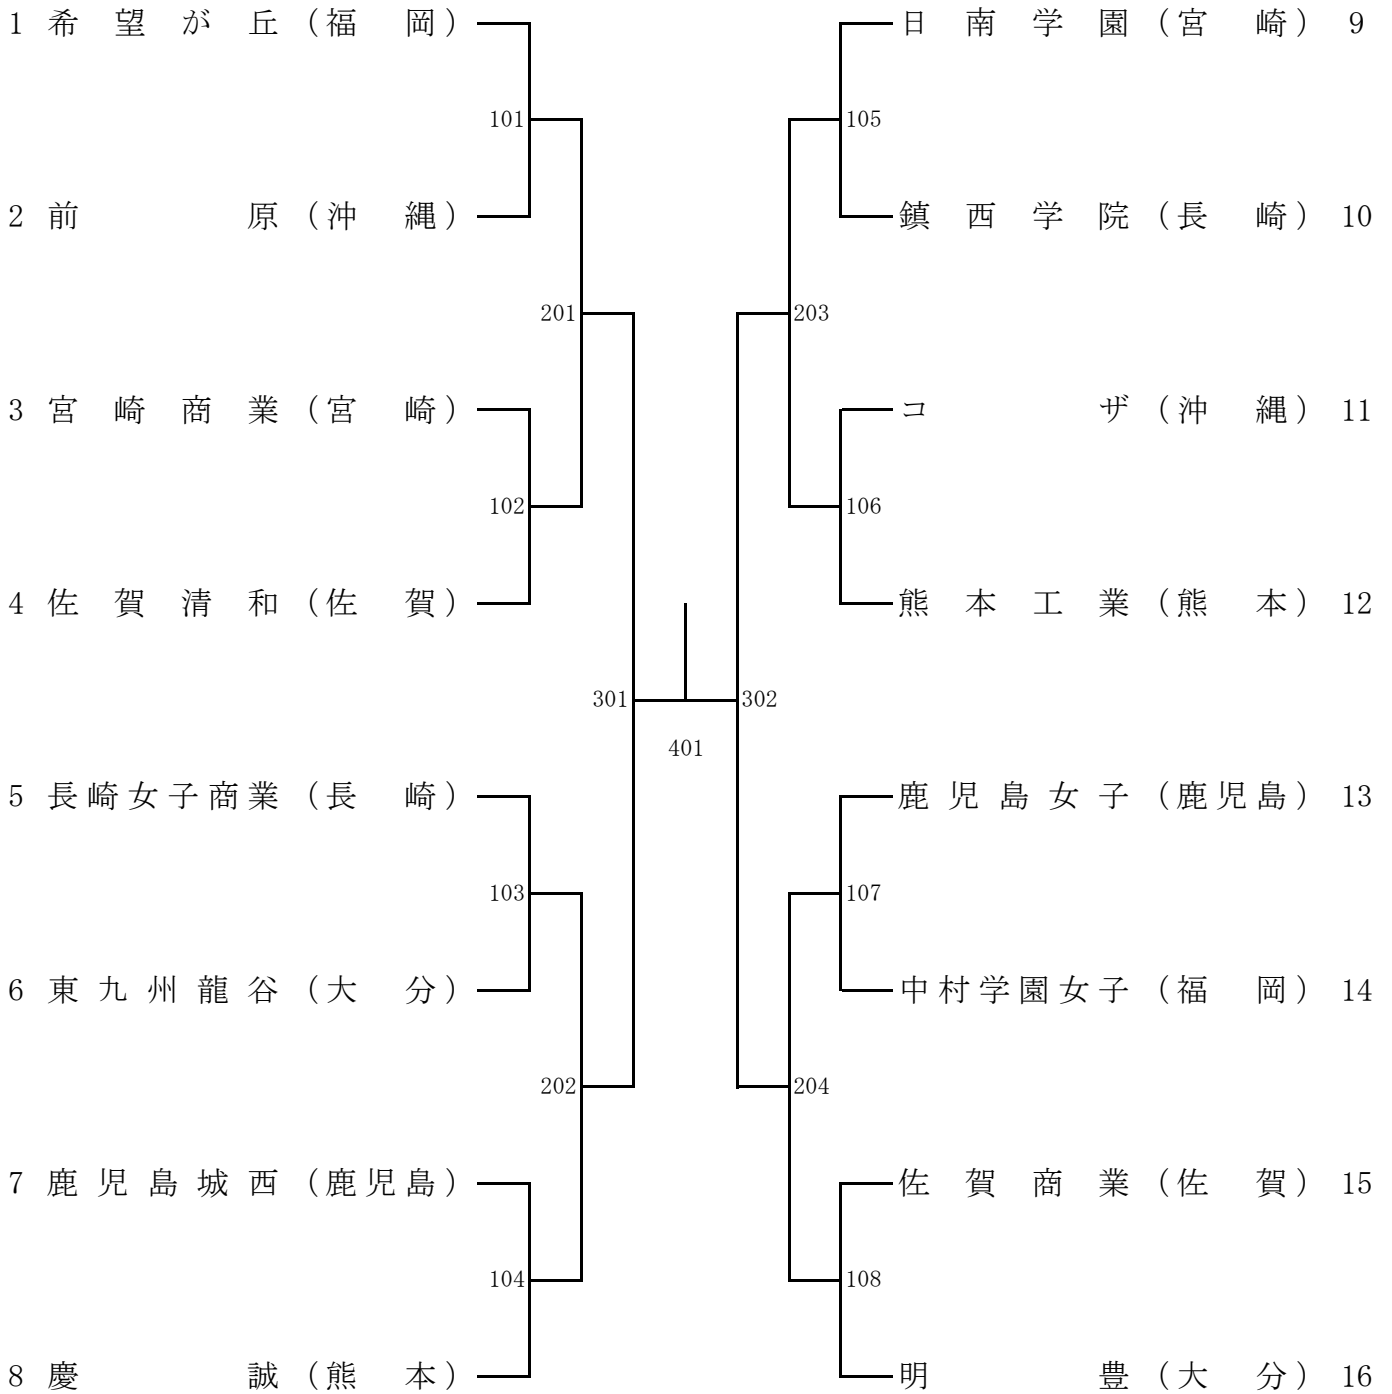 1 希望が丘（福岡） 日南学園（宮崎） 9
101 105
2 前原（沖縄） 鎮西学院（長崎） 10
201 203
3 宮崎商業（宮崎） コザ（沖縄） 11
102 106
4 佐賀清和（佐賀） 熊本工業（熊本） 12
301 302
401
5 長崎女子商業（長崎） 鹿児島女子（鹿児島） 13
103 107
6 東九州龍谷（大分） 中村学園女子（福岡） 14
202 204
7 鹿児島城西（鹿児島） 佐賀商業（佐賀） 15
104 108
8 慶誠（熊本） 明豊（大分） 16